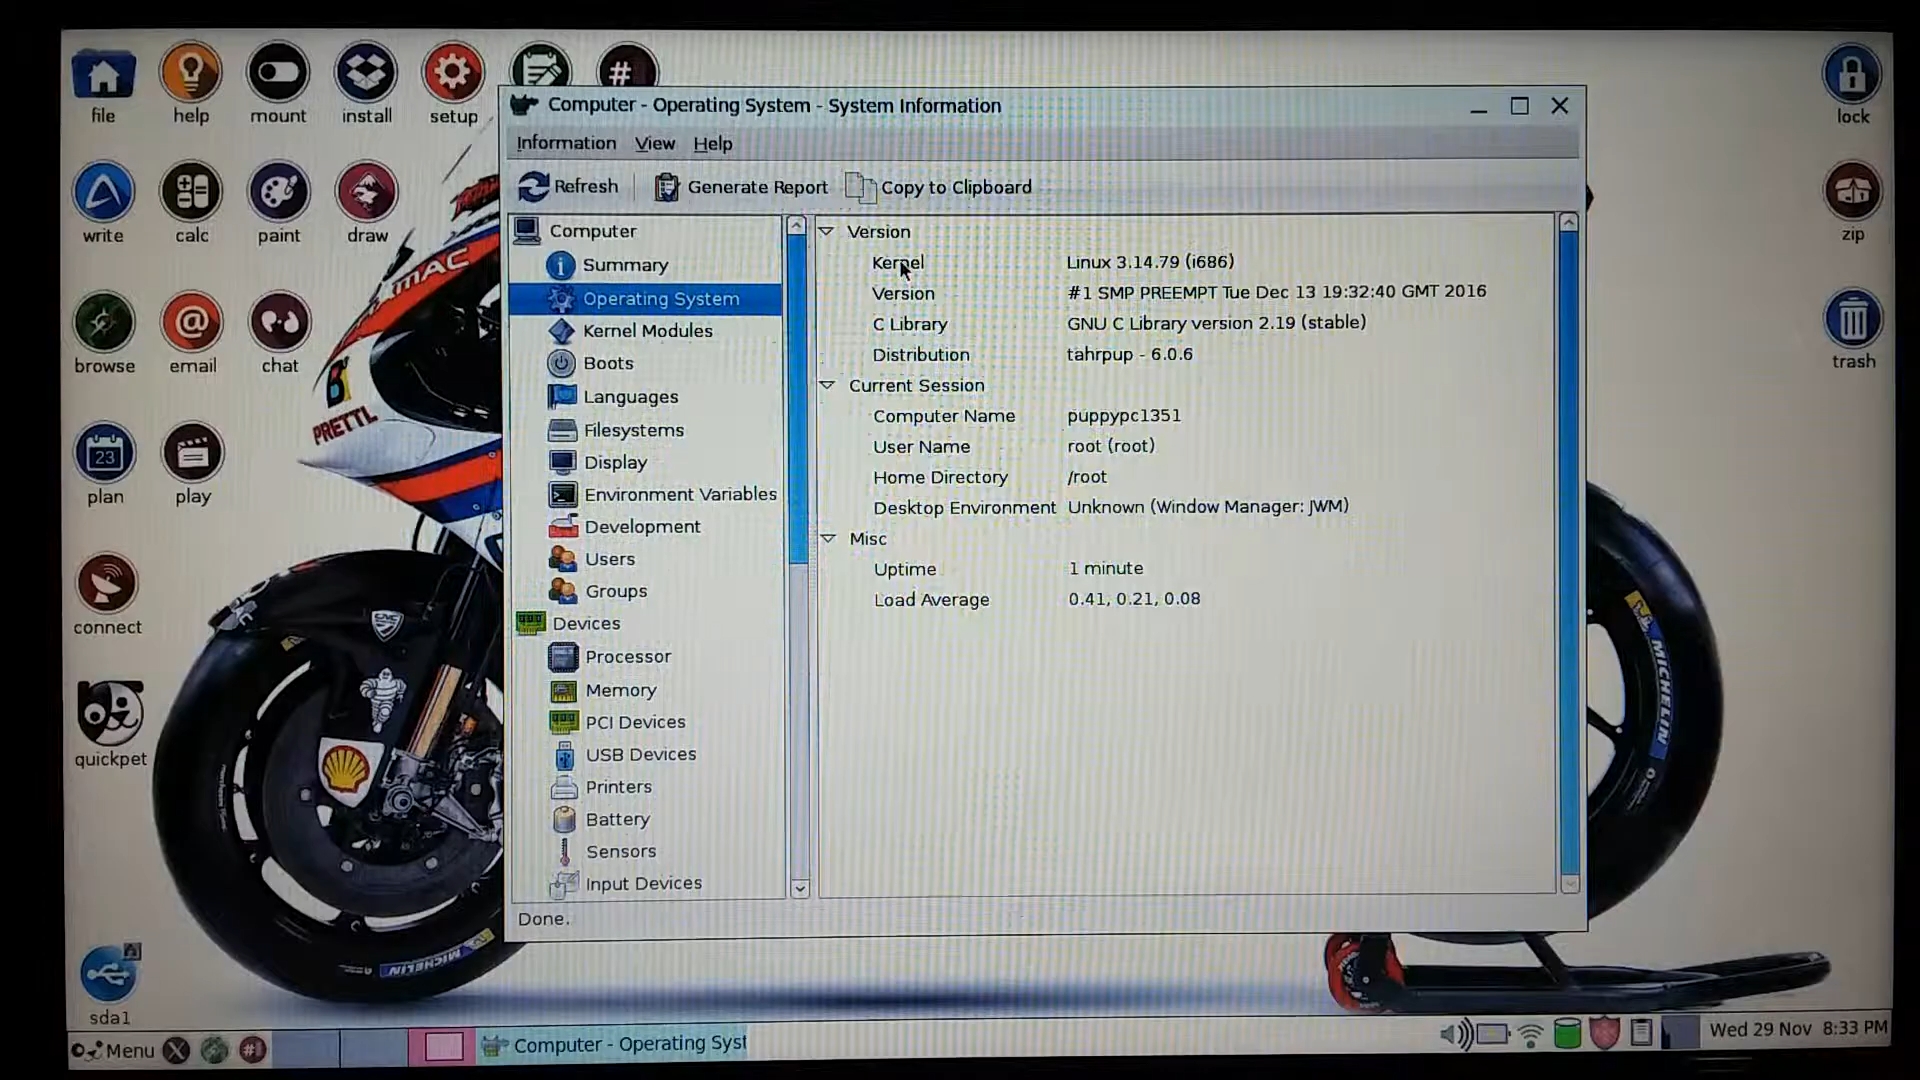 file
help
mount
install
setup
#
lock
Computer - Operating System - System Information
Information View Help
Refresh Generate Report Copy to Clipboard
write
calc
paint
draw
zip
browse
email
chat
trash
23
plan
play
connect
quickpet
sda1
Computer
Summary
Operating System
Kernel Modules
Boots
Languages
Filesystems
Display
Environment Variables
Development
Users
Groups
Devices
Processor
Memory
PCI Devices
USB Devices
Printers
Battery
Sensors
Input Devices
Version
Kernel Linux 3.14.79 (i686)
Version #1 SMP PREEMPT Tue Dec 13 19:32:40 GMT 2016
C Library GNU C Library version 2.19 (stable)
Distribution tahrpup - 6.0.6
Current Session
Computer Name puppypc1351
User Name root (root)
Home Directory /root
Desktop Environment Unknown (Window Manager: JWM)
Misc
Uptime 1 minute
Load Average 0.41, 0.21, 0.08
Done.
PRETTL
MICHELIN
MICHELIN
Menu
Computer - Operating Syst
Wed 29 Nov 8:33 PM